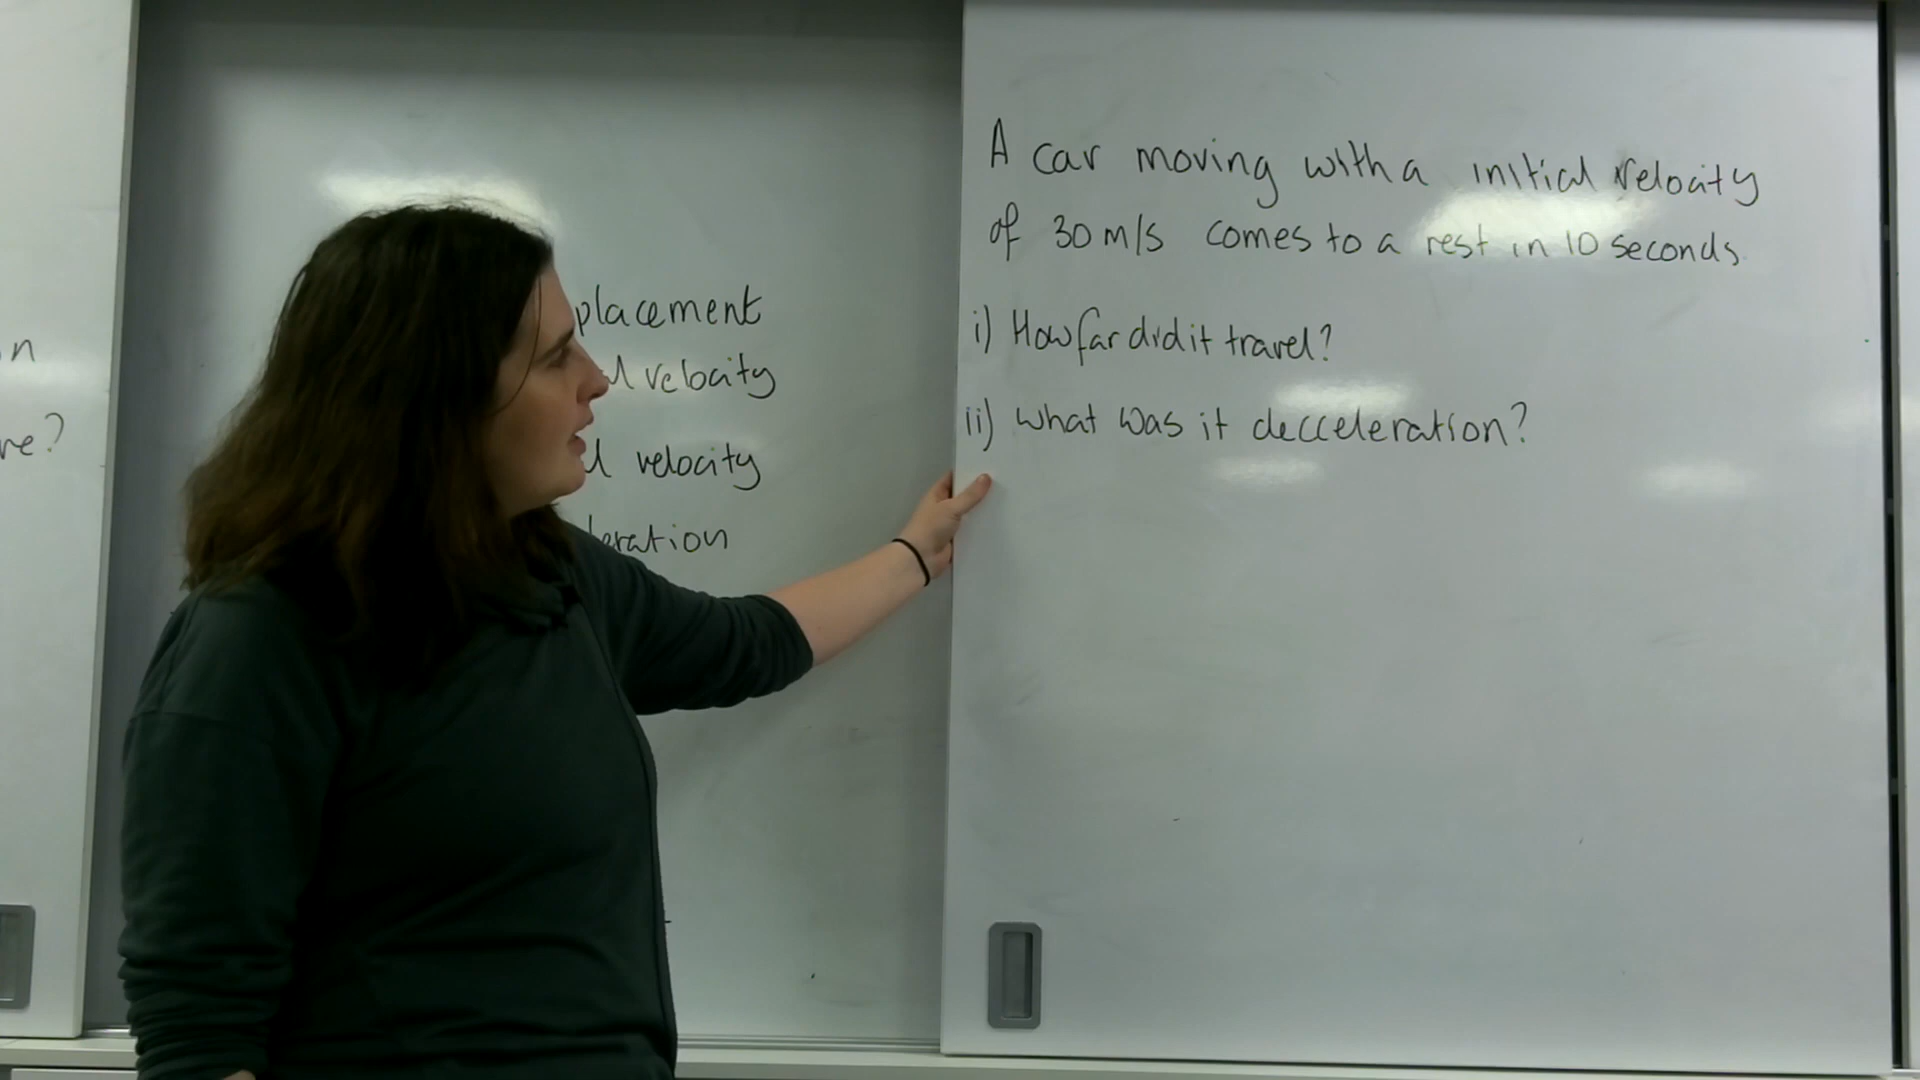 n
re?
placement
l velocity
l velocity
leration
A car moving with a initial velocity
of 30 m/s comes to a rest in 10 seconds.
i) How far did it travel?
ii) What was it decceleration?